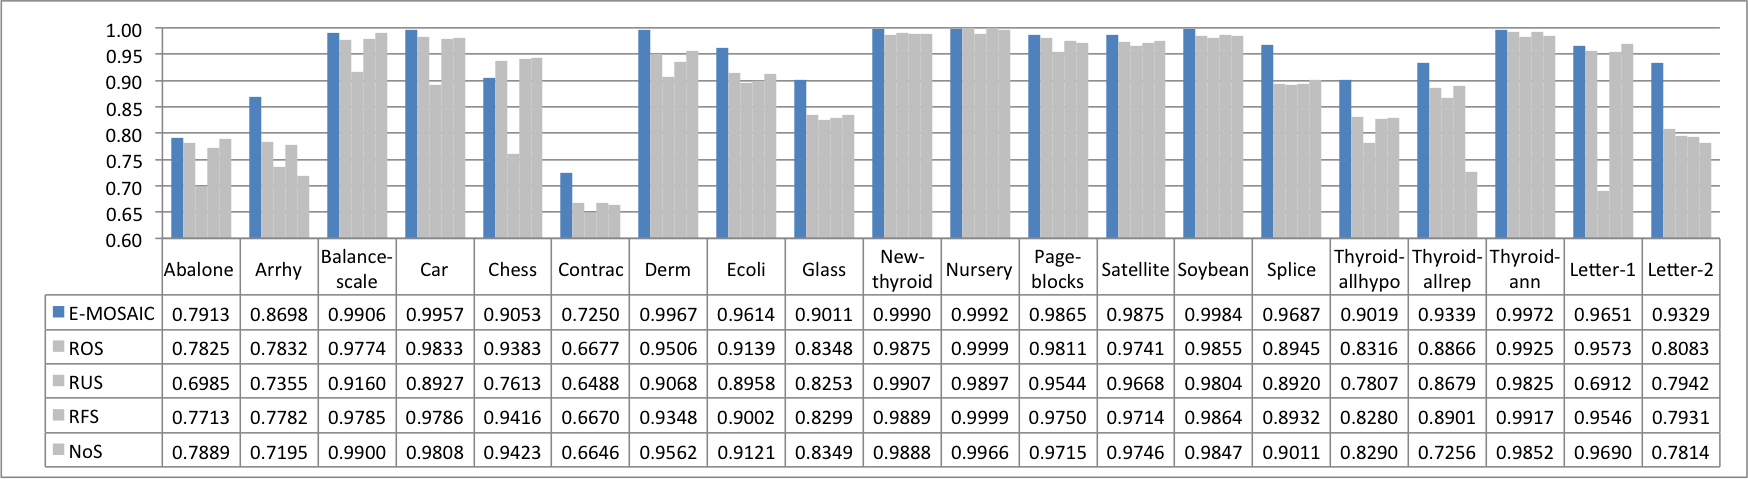 1.00
0.95
0.90
0.85
0.80
0.75
0.70
0.65
0.60
Abalone Arrhy Balance-scale Car Chess Contrac Derm Ecoli Glass New-thyroid Nursery Page-blocks Satellite Soybean Splice Thyroid-allhypo Thyroid-allrep Thyroid-ann Letter-1 Letter-2
E-MOSAIC 0.7913 0.8698 0.9906 0.9957 0.9053 0.7250 0.9967 0.9614 0.9011 0.9990 0.9992 0.9865 0.9875 0.9984 0.9687 0.9019 0.9339 0.9972 0.9651 0.9329
ROS 0.7825 0.7832 0.9774 0.9833 0.9383 0.6677 0.9506 0.9139 0.8348 0.9875 0.9999 0.9811 0.9741 0.9855 0.8945 0.8316 0.8866 0.9925 0.9573 0.8083
RUS 0.6985 0.7355 0.9160 0.8927 0.7613 0.6488 0.9068 0.8958 0.8253 0.9907 0.9897 0.9544 0.9668 0.9804 0.8920 0.7807 0.8679 0.9825 0.6912 0.7942
RFS 0.7713 0.7782 0.9785 0.9786 0.9416 0.6670 0.9348 0.9002 0.8299 0.9889 0.9999 0.9750 0.9714 0.9864 0.8932 0.8280 0.8901 0.9917 0.9546 0.7931
NoS 0.7889 0.7195 0.9900 0.9808 0.9423 0.6646 0.9562 0.9121 0.8349 0.9888 0.9966 0.9715 0.9746 0.9847 0.9011 0.8290 0.7256 0.9852 0.9690 0.7814